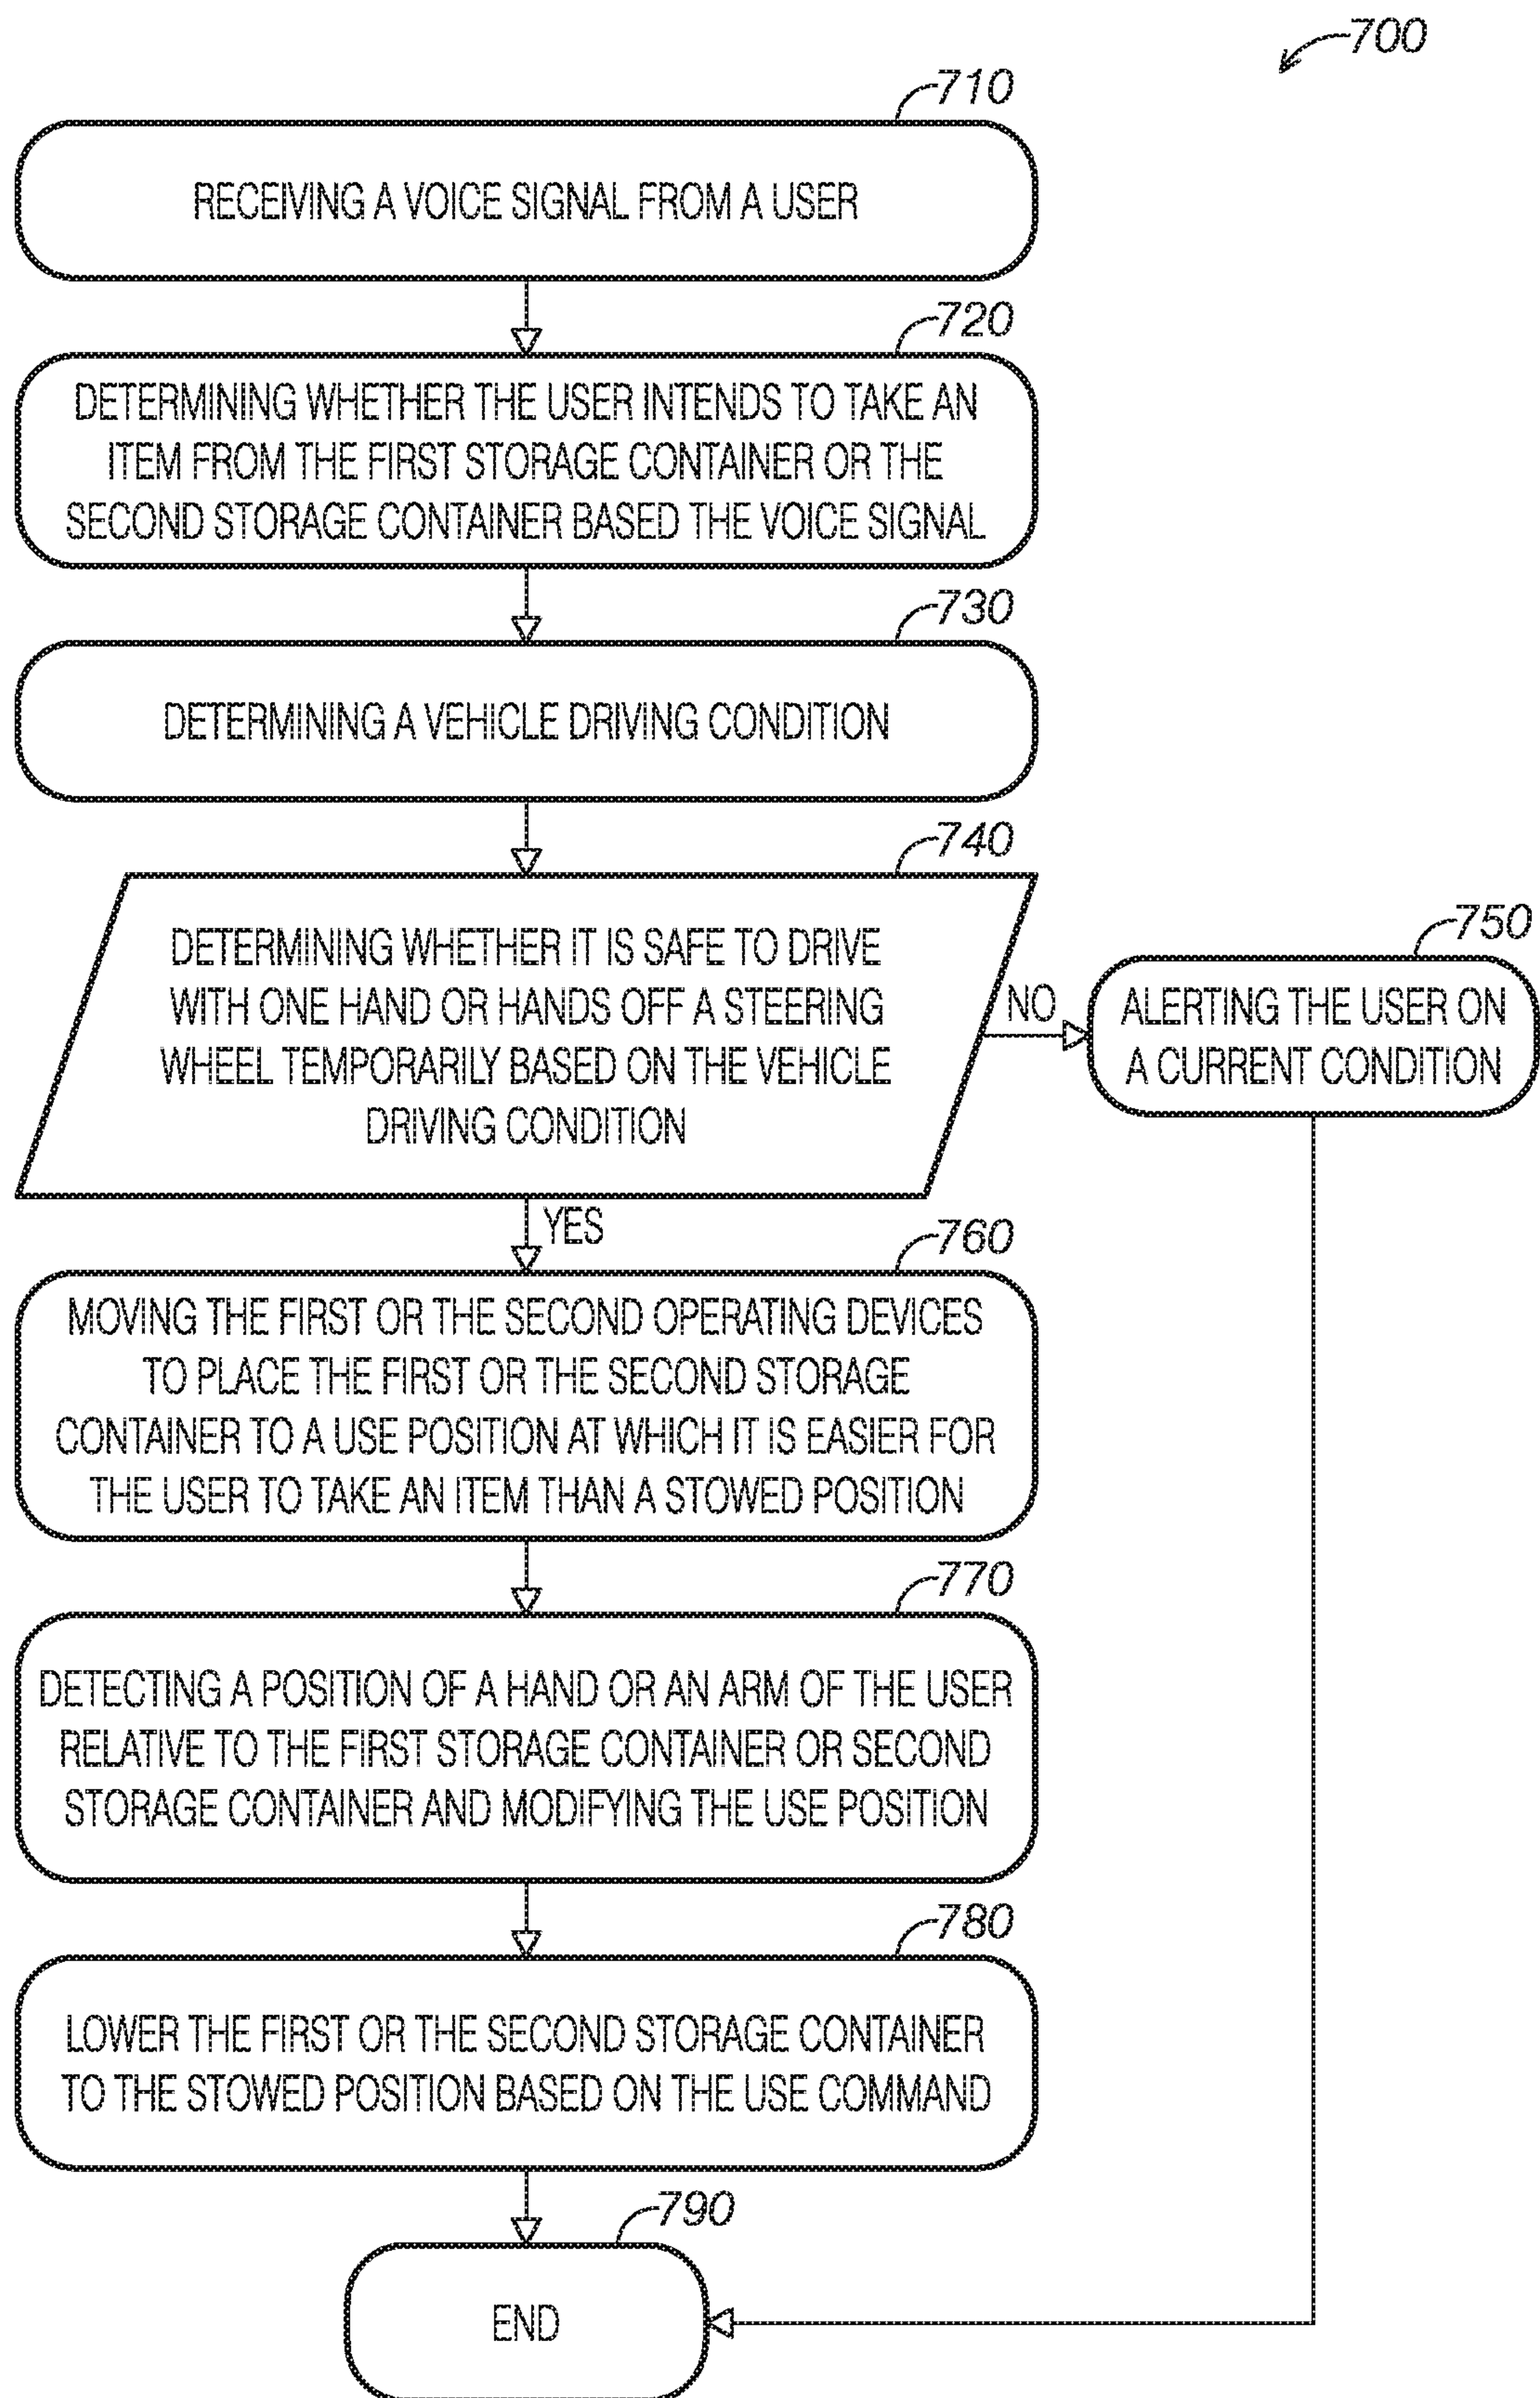 700
710
RECEIVING A VOICE SIGNAL FROM A USER
720
DETERMINING WHETHER THE USER INTENDS TO TAKE AN
ITEM FROM THE FIRST STORAGE CONTAINER OR THE
SECOND STORAGE CONTAINER BASED THE VOICE SIGNAL
730
DETERMINING A VEHICLE DRIVING CONDITION
740
DETERMINING WHETHER IT IS SAFE TO DRIVE
WITH ONE HAND OR HANDS OFF A STEERING
WHEEL TEMPORARILY BASED ON THE VEHICLE
DRIVING CONDITION
NO
750
ALERTING THE USER ON
A CURRENT CONDITION
YES
760
MOVING THE FIRST OR THE SECOND OPERATING DEVICES
TO PLACE THE FIRST OR THE SECOND STORAGE
CONTAINER TO A USE POSITION AT WHICH IT IS EASIER FOR
THE USER TO TAKE AN ITEM THAN A STOWED POSITION
770
DETECTING A POSITION OF A HAND OR AN ARM OF THE USER
RELATIVE TO THE FIRST STORAGE CONTAINER OR SECOND
STORAGE CONTAINER AND MODIFYING THE USE POSITION
780
LOWER THE FIRST OR THE SECOND STORAGE CONTAINER
TO THE STOWED POSITION BASED ON THE USE COMMAND
790
END